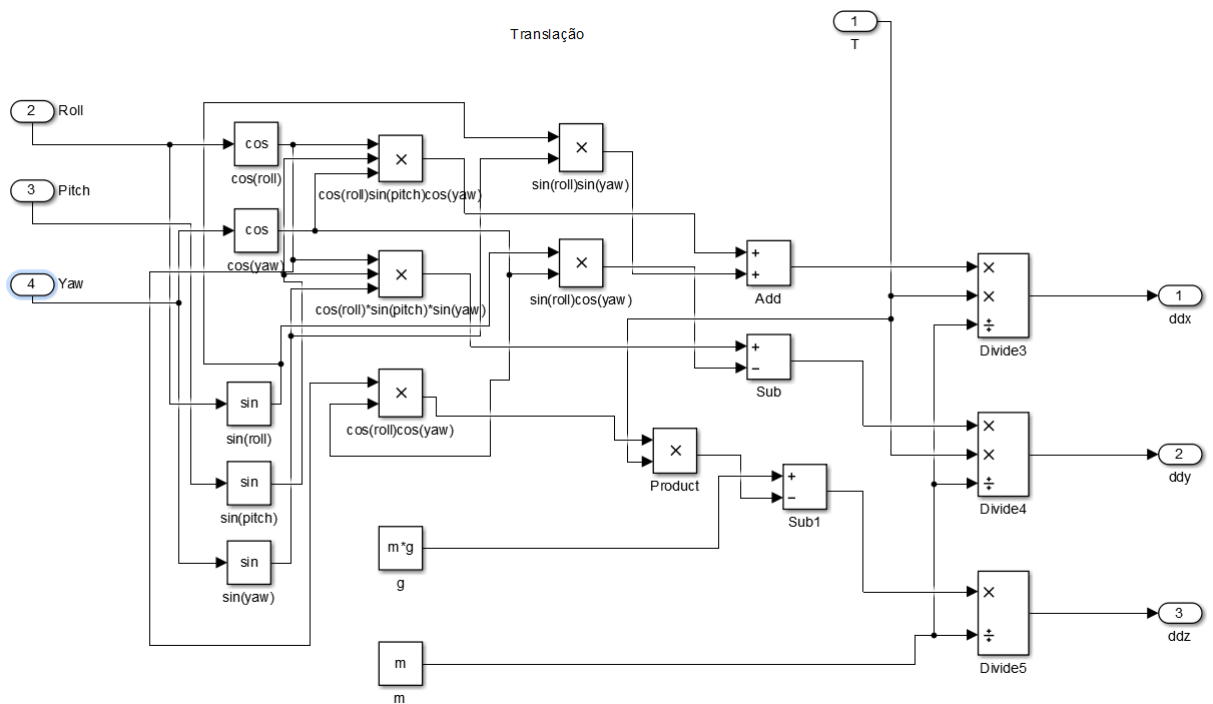 Translação
1
T
2
Roll
3
Pitch
4
Yaw
cos
cos(roll)
cos
cos(yaw)
×
cos(roll)sin(pitch)cos(yaw)
×
sin(roll)sin(yaw)
×
cos(roll)*sin(pitch)*sin(yaw)
×
sin(roll)cos(yaw)
+
+
Add
×
×
÷
Divide3
1
ddx
+
−
Sub
sin
sin(roll)
×
cos(roll)cos(yaw)
×
Product
×
×
÷
Divide4
2
ddy
sin
sin(pitch)
+
−
Sub1
sin
sin(yaw)
m*g
g
×
÷
Divide5
3
ddz
m
m